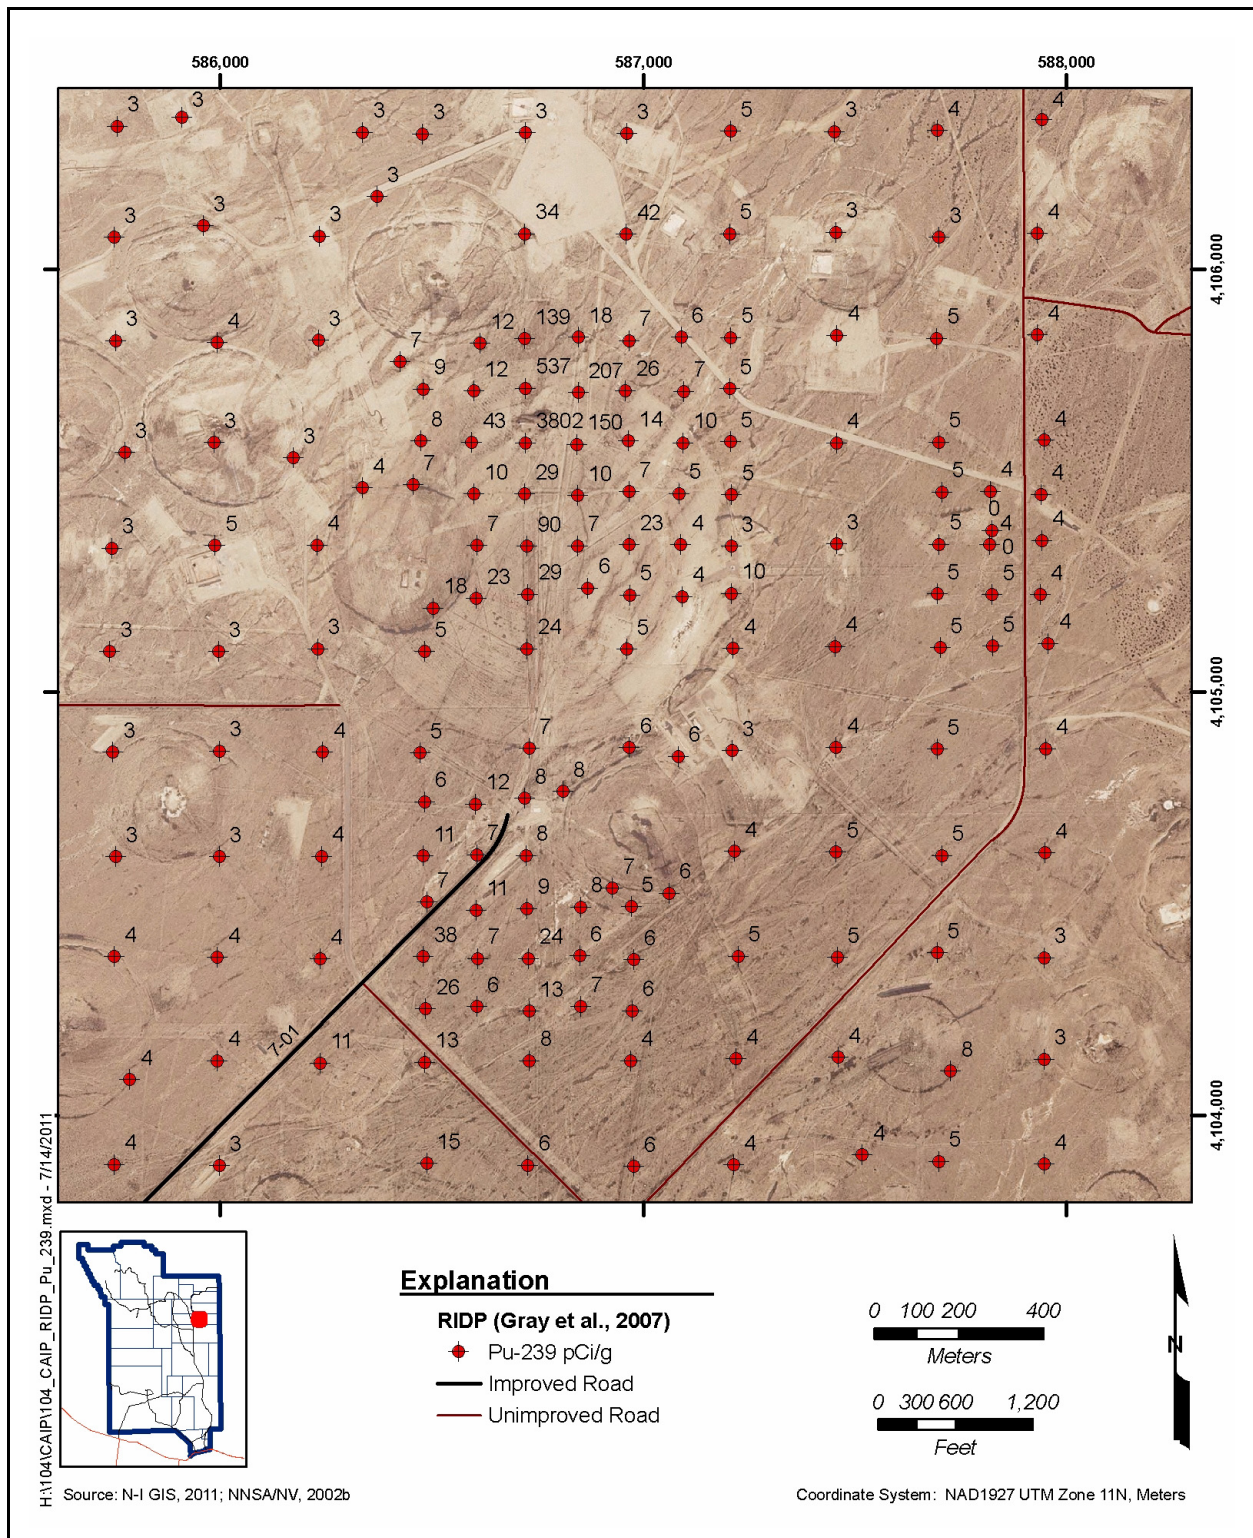 586,000 587,000 588,000
3 3 3 3 3 3 5 3 4 4
3
3 3 3 34 42 5 3 3 4
4,106,000
3 4 3 7 12 139 18 7 6 5 4 5 4
9 12 537 207 26 7 5
3 3 3 8 43 3802 150 14 10 5 4 5 4
4 7 10 29 10 7 5 5 5 4 4
0
3 5 4 7 90 7 23 4 3 3 5 4 4
0
18 23 29 6 5 4 10 5 5 4
3 3 3 5 24 5 4 4 5 5 4
4,105,000
3 3 4 5 7 6 6 3 4 5 4
6 12 8 8
3 3 4 11 7 8 4 5 5 4
7 11 9 8 7 5 6
4 4 4 38 7 24 6 6 5 5 5 3
26 6 13 7 6
7-01
4 4 11 13 8 4 4 4 8 3
4,104,000
4 3 15 6 6 4 4 5 4
H:\104\CAIP\104_CAIP_RIDP_Pu_239.mxd - 7/14/2011
Explanation
RIDP (Gray et al., 2007)
Pu-239 pCi/g
Improved Road
Unimproved Road
0 100 200 400
Meters
0 300 600 1,200
Feet
N
Source: N-I GIS, 2011; NNSA/NV, 2002b
Coordinate System: NAD1927 UTM Zone 11N, Meters